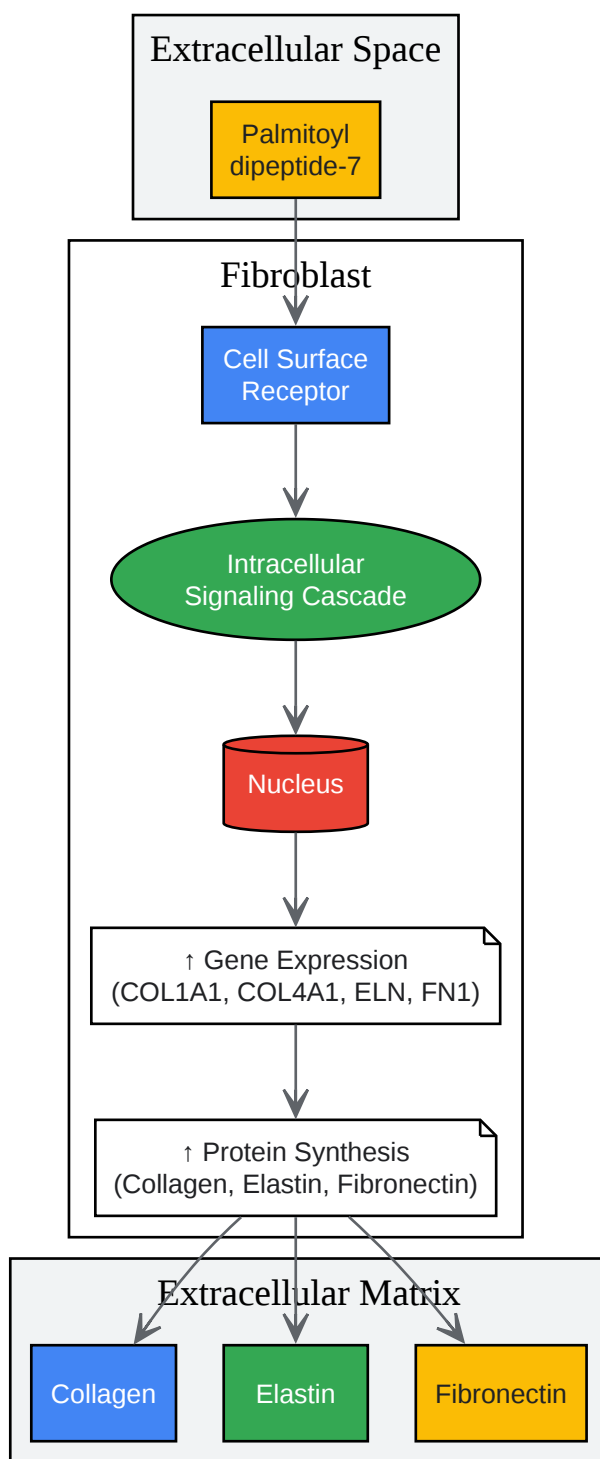 Extracellular Space
Palmitoyl
dipeptide-7
Fibroblast
Cell Surface
Receptor
Intracellular
Signaling Cascade
Nucleus
↑ Gene Expression
(COL1A1, COL4A1, ELN, FN1)
↑ Protein Synthesis
(Collagen, Elastin, Fibronectin)
Extracellular Matrix
Collagen
Elastin
Fibronectin